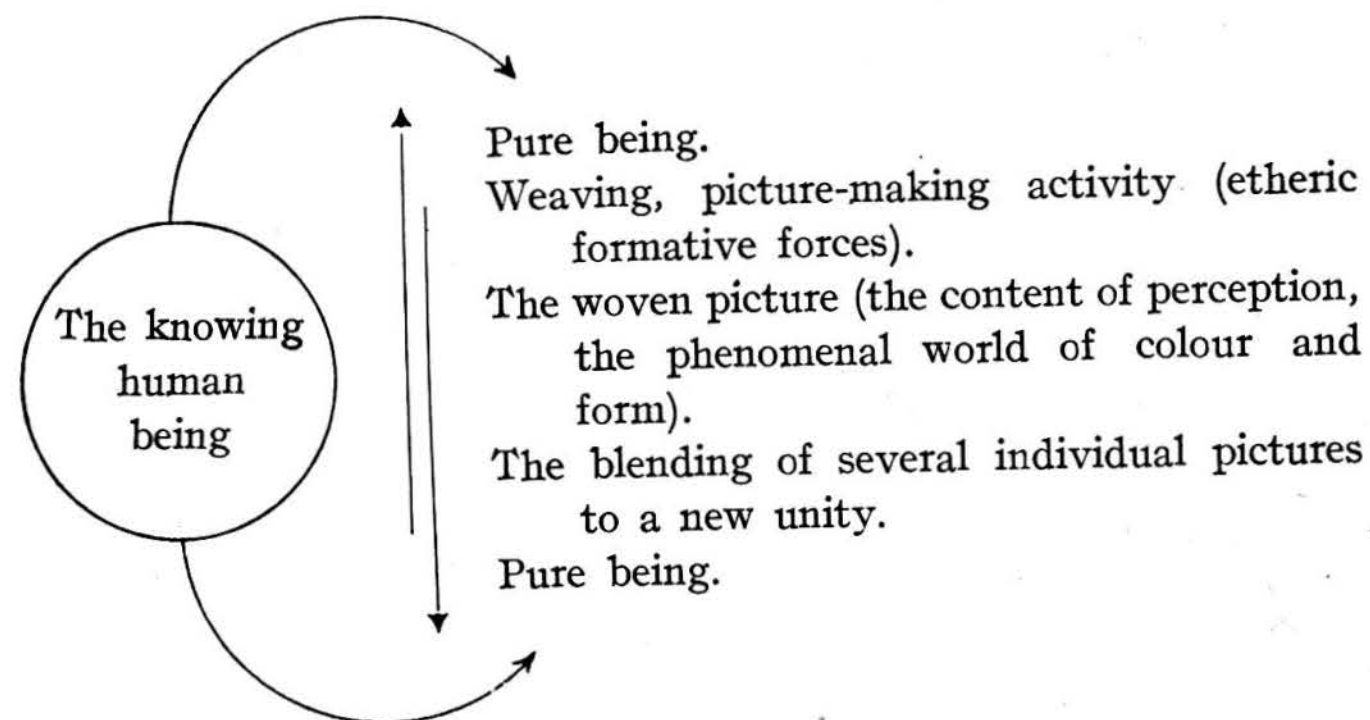 Pure being.
Weaving, picture-making activity (etheric
formative forces).
The woven picture (the content of perception,
the phenomenal world of colour and
form).
The blending of several individual pictures
to a new unity.
Pure being.
The knowing
human
being